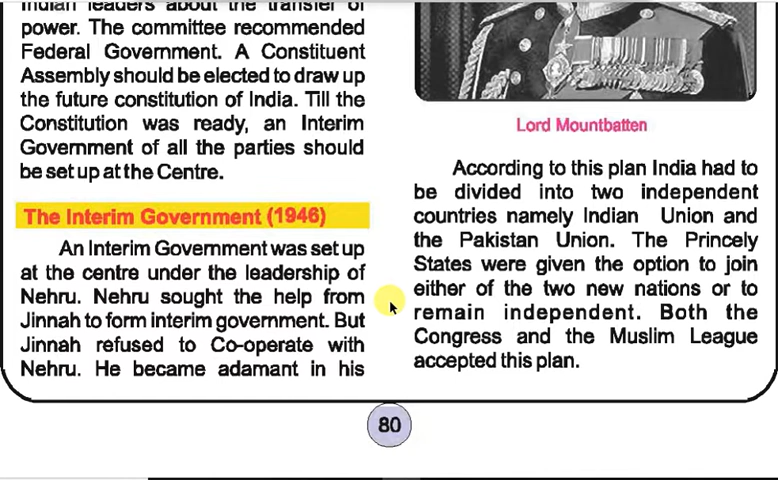 Indian leaders about the transfer of
power. The committee recommended
Federal Government. A Constituent
Assembly should be elected to draw up
the future constitution of India. Till the
Constitution was ready, an Interim
Government of all the parties should
be set up at the Centre.
The Interim Government (1946)
An Interim Government was set up
at the centre under the leadership of
Nehru. Nehru sought the help from
Jinnah to form interim government. But
Jinnah refused to Co-operate with
Nehru. He became adamant in his
Lord Mountbatten
According to this plan India had to
be divided into two independent
countries namely Indian Union and
the Pakistan Union. The Princely
States were given the option to join
either of the two new nations or to
remain independent. Both the
Congress and the Muslim League
accepted this plan.
80